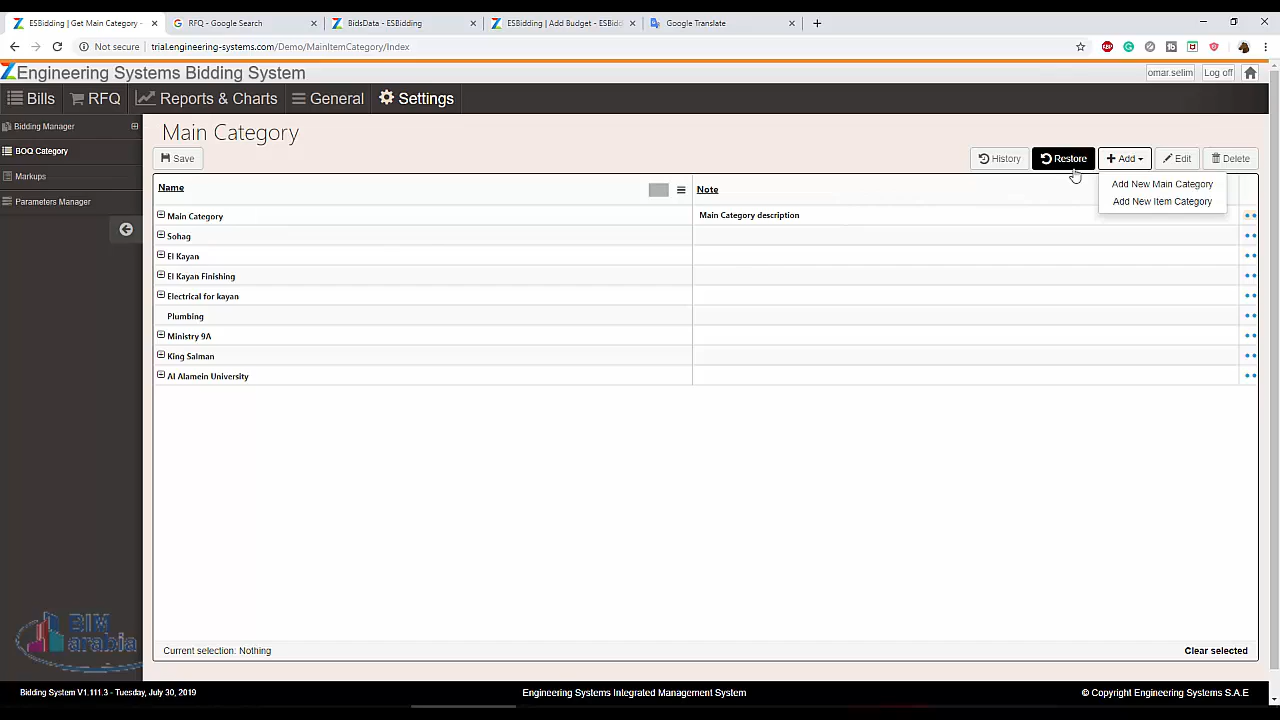 ESBidding | Get Main Category -
RFQ - Google Search
BidsData - ESBidding
ESBidding | Add Budget - ESBidd
Google Translate
Not secure
trial.engineering-systems.com/Demo/MainItemCategory/Index
Engineering Systems Bidding System
omar.selim
Log off
Bills
RFQ
Reports & Charts
General
Settings
Bidding Manager
BOQ Category
Markups
Parameters Manager
Main Category
Save
History
Restore
Add
Edit
Delete
Add New Main Category
Add New Item Category
Name
Note
Main Category
Main Category description
Sohag
El Kayan
El Kayan Finishing
Electrical for kayan
Plumbing
Ministry 9A
King Salman
Al Alamein University
BIM
arabia
Current selection: Nothing
Clear selected
Bidding System V1.111.3 - Tuesday, July 30, 2019
Engineering Systems Integrated Management System
© Copyright Engineering Systems S.A.E